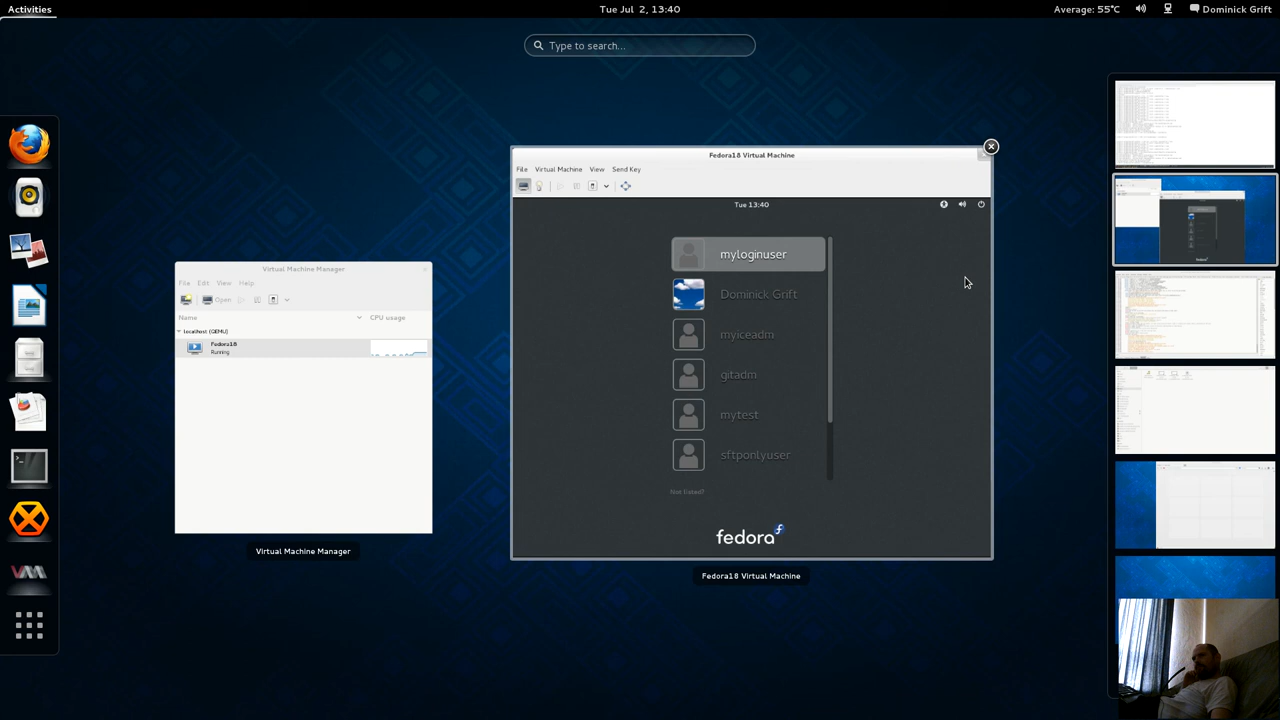 Activities
Tue Jul 2, 13:40
Average: 55°C
Dominick Grift
Type to search...
Virtual Machine Manager
File Edit View Help
Open
Name CPU usage
localhost (QEMU)
Fedora18
Running
Virtual Machine Manager
Fedora18 Virtual Machine
File Virtual Machine View Send Key
Tue 13:40
myloginuser
Dominick Grift
myiceadm
gitadm
mytest
sftponlyuser
Not listed?
fedora
Fedora18 Virtual Machine